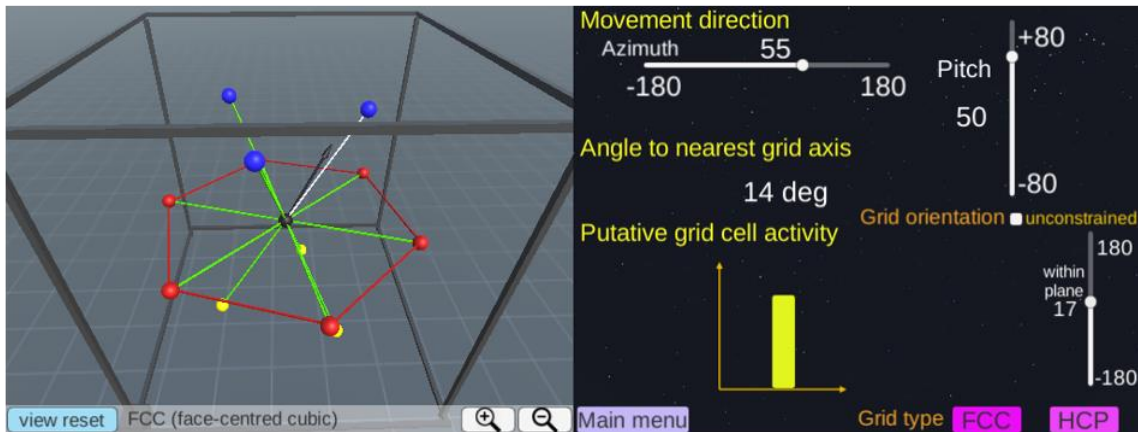 Movement direction
Azimuth 55
-180 180
+80
Pitch
50
-80
Angle to nearest grid axis
14 deg
Grid orientation unconstrained
Putative grid cell activity
180
within
plane
17
-180
view reset FCC (face-centred cubic)
Main menu
Grid type FCC HCP